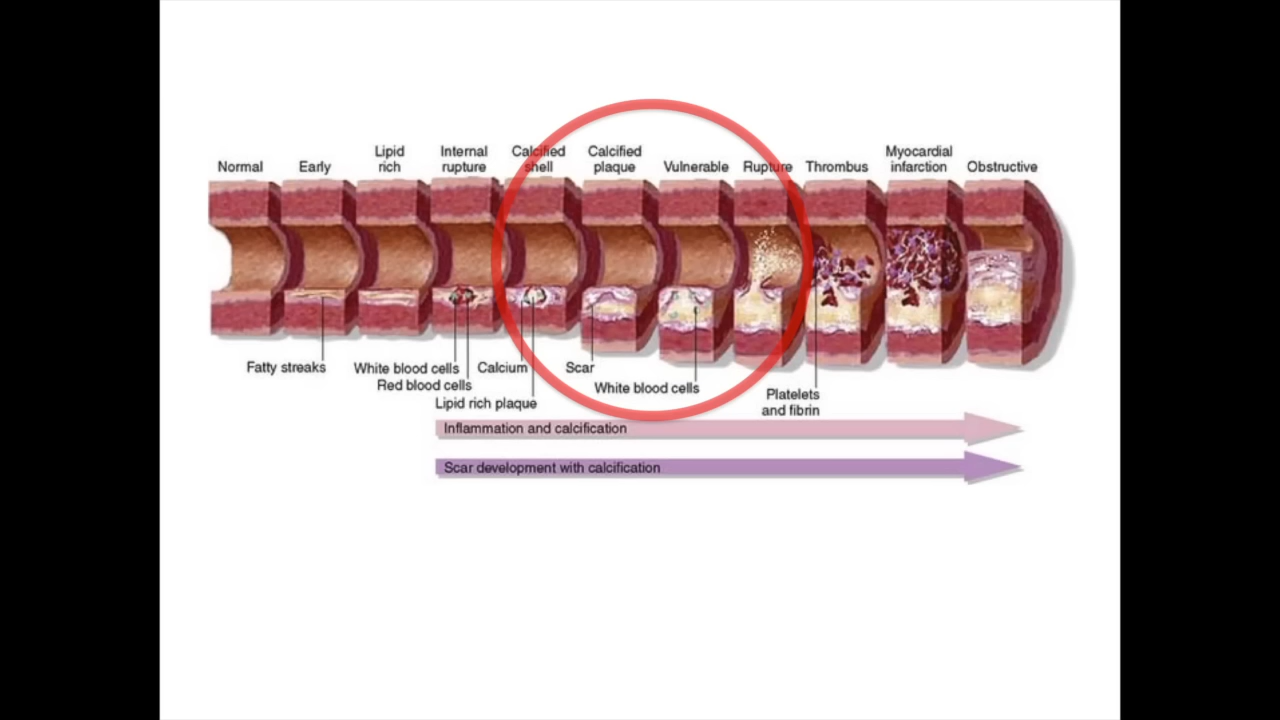 Normal
Early
Lipid
rich
Internal
rupture
Calcified
shell
Calcified
plaque
Vulnerable
Rupture
Thrombus
Myocardial
infarction
Obstructive
Fatty streaks
White blood cells
Red blood cells
Lipid rich plaque
Calcium
Scar
White blood cells
Platelets
and fibrin
Inflammation and calcification
Scar development with calcification